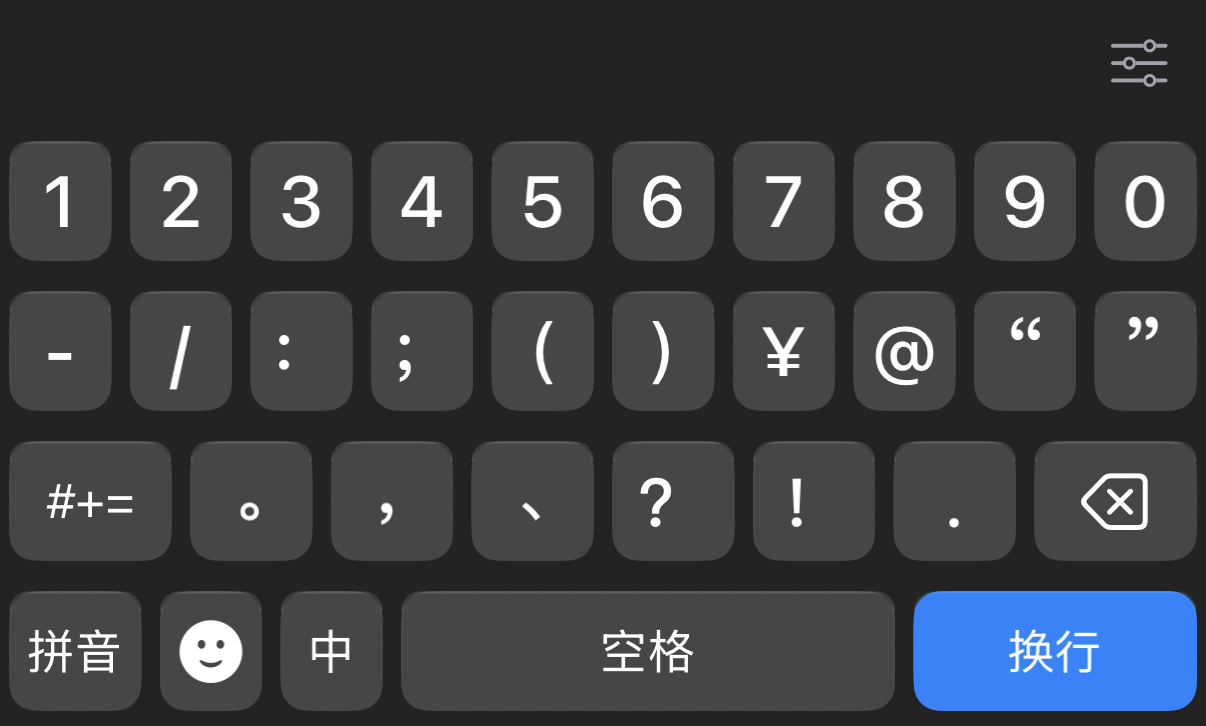 1 2 3 4 5 6 7 8 9 0
- / ： ； （ ） ¥ @ “ ”
#+= 。 ， 、 ？ ！ .
拼音 中 空格 换行